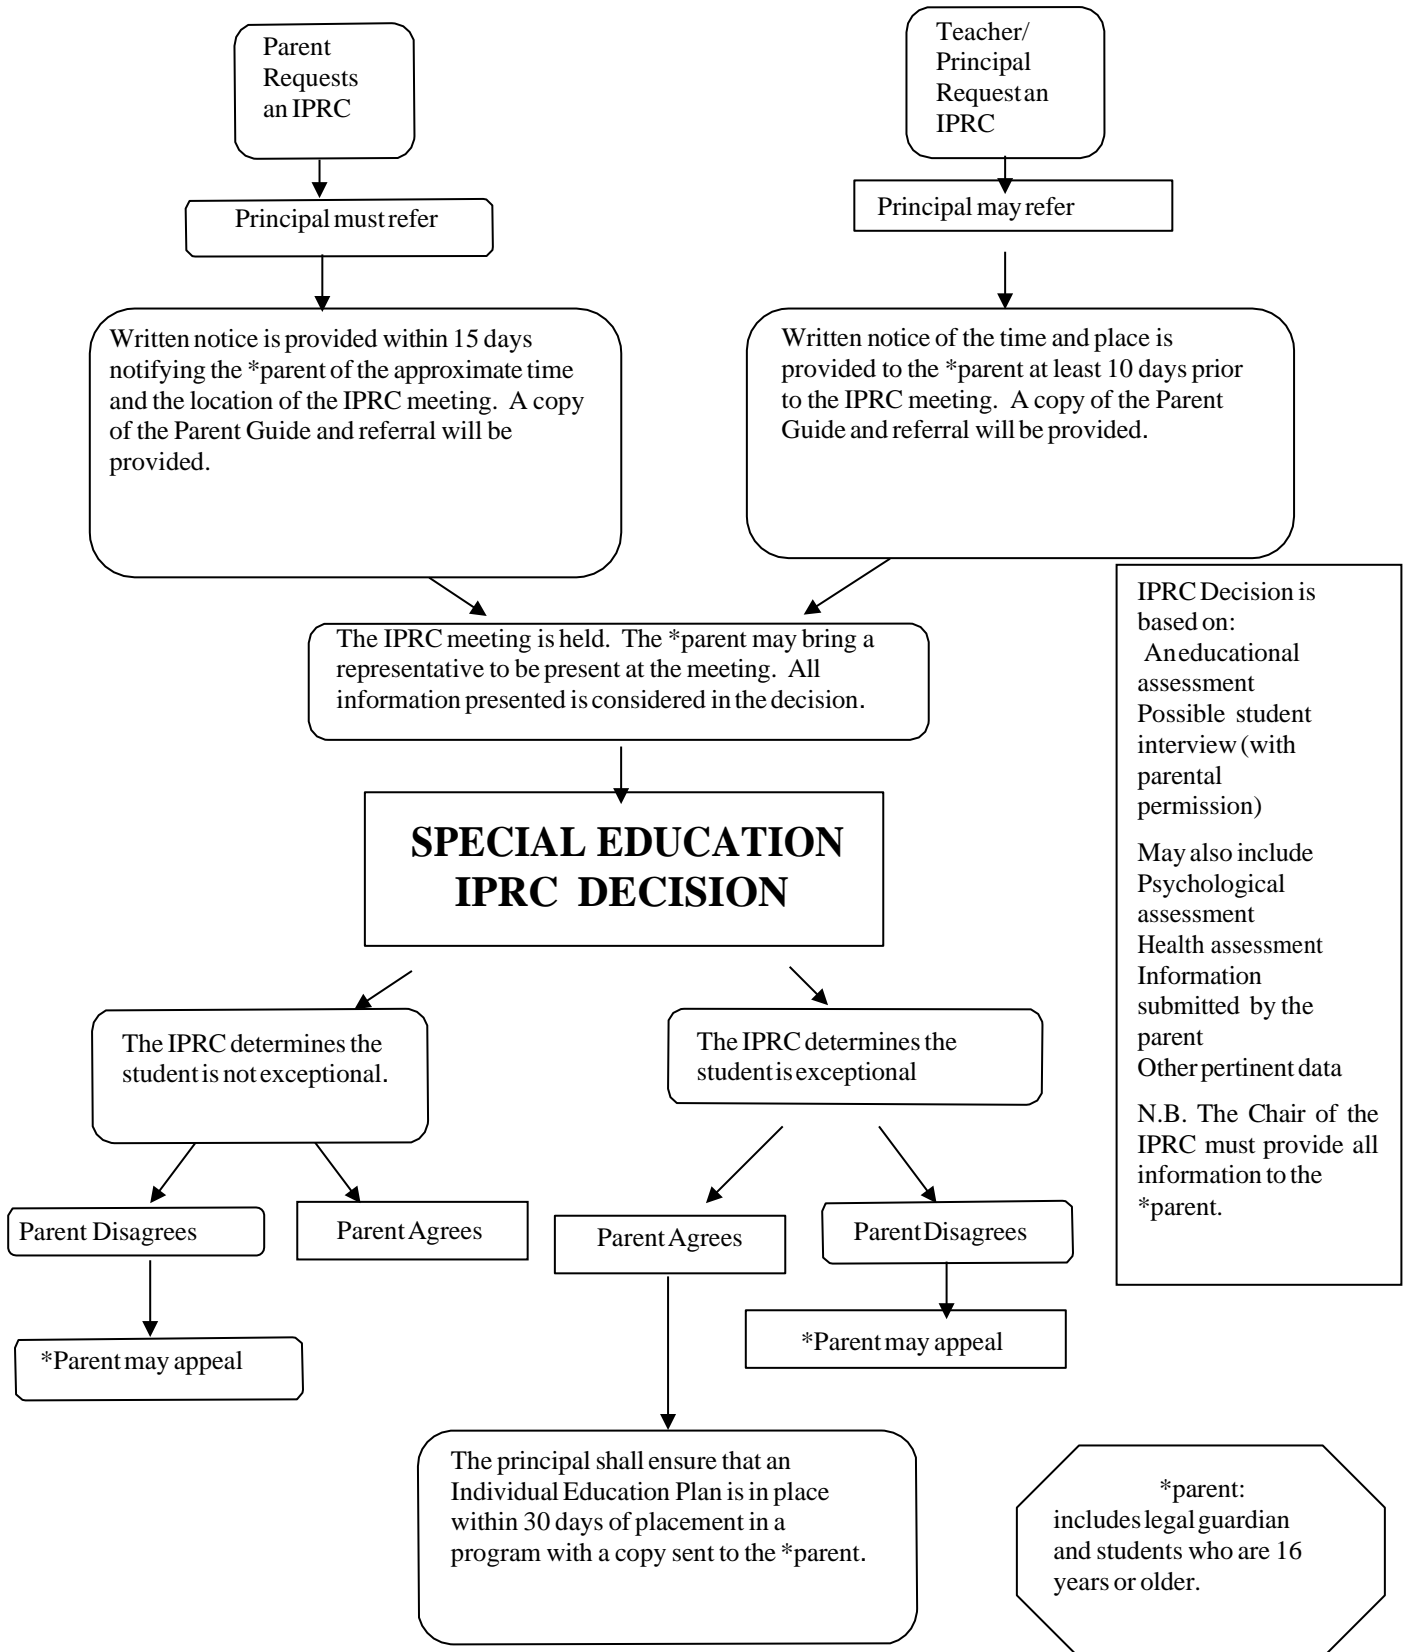 Parent
Requests
an IPRC
Teacher/
Principal
Request an
IPRC
Principal must refer
Principal may refer
Written notice is provided within 15 days
notifying the *parent of the approximate time
and the location of the IPRC meeting. A copy
of the Parent Guide and referral will be
provided.
Written notice of the time and place is
provided to the *parent at least 10 days prior
to the IPRC meeting. A copy of the Parent
Guide and referral will be provided.
The IPRC meeting is held. The *parent may bring a
representative to be present at the meeting. All
information presented is considered in the decision.
IPRC Decision is
based on:
An educational
assessment
Possible student
interview (with
parental
permission)
May also include
Psychological
assessment
Health assessment
Information
submitted by the
parent
Other pertinent data
N.B. The Chair of the
IPRC must provide all
information to the
*parent.
SPECIAL EDUCATION
IPRC DECISION
The IPRC determines the
student is not exceptional.
The IPRC determines the
student is exceptional
Parent Disagrees
Parent Agrees
Parent Agrees
Parent Disagrees
*Parent may appeal
*Parent may appeal
The principal shall ensure that an
Individual Education Plan is in place
within 30 days of placement in a
program with a copy sent to the *parent.
*parent:
includes legal guardian
and students who are 16
years or older.